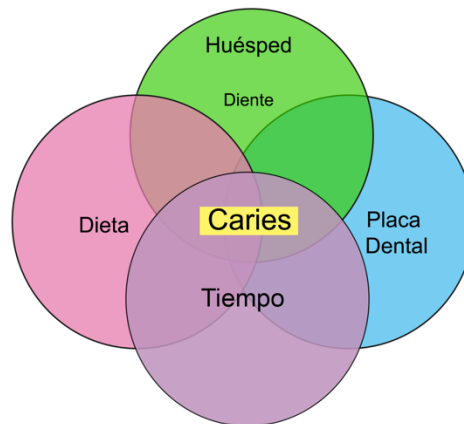 Huésped
Diente
Dieta
Caries
Placa
Dental
Tiempo